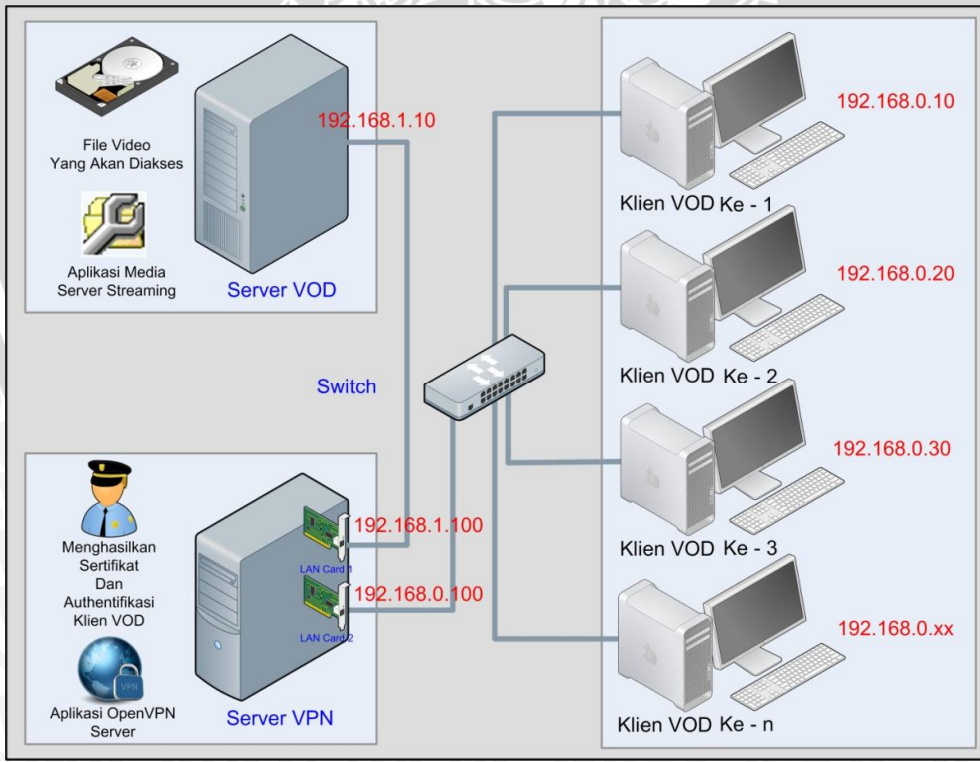 File Video
Yang Akan Diakses
Aplikasi Media
Server Streaming
192.168.1.10
Server VOD
Switch
Menghasilkan
Sertifikat
Dan
Authentifikasi
Klien VOD
VPN
Aplikasi OpenVPN
Server
192.168.1.100
LAN Card 1
192.168.0.100
LAN Card 2
Server VPN
192.168.0.10
Klien VOD Ke - 1
192.168.0.20
Klien VOD Ke - 2
192.168.0.30
Klien VOD Ke - 3
192.168.0.xx
Klien VOD Ke - n